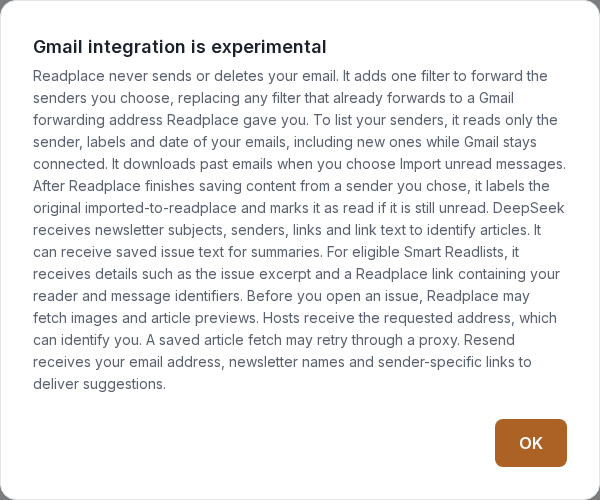 Gmail integration is experimental
Readplace never sends or deletes your email. It adds one filter to forward the
senders you choose, replacing any filter that already forwards to a Gmail
forwarding address Readplace gave you. To list your senders, it reads only the
sender, labels and date of your emails, including new ones while Gmail stays
connected. It downloads past emails when you choose Import unread messages.
After Readplace finishes saving content from a sender you chose, it labels the
original imported-to-readplace and marks it as read if it is still unread. DeepSeek
receives newsletter subjects, senders, links and link text to identify articles. It
can receive saved issue text for summaries. For eligible Smart Readlists, it
receives details such as the issue excerpt and a Readplace link containing your
reader and message identifiers. Before you open an issue, Readplace may
fetch images and article previews. Hosts receive the requested address, which
can identify you. A saved article fetch may retry through a proxy. Resend
receives your email address, newsletter names and sender-specific links to
deliver suggestions.
OK